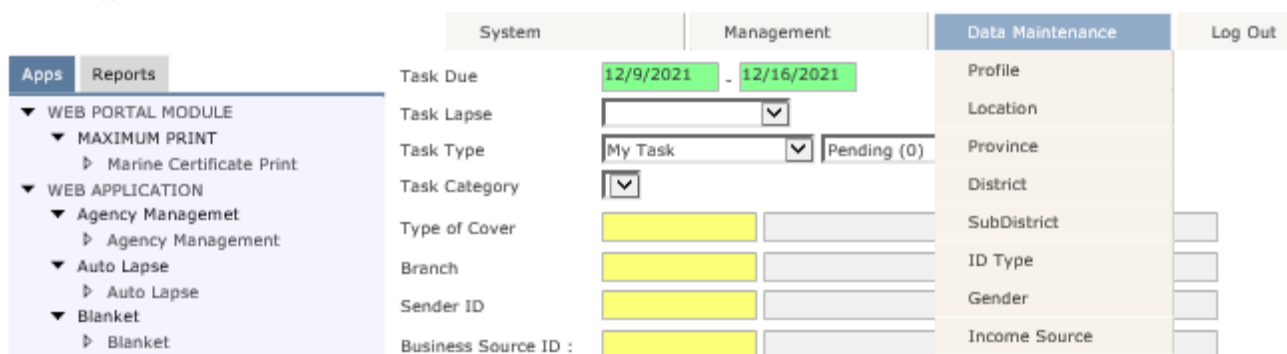 System Management Data Maintenance Log Out
Apps Reports
WEB PORTAL MODULE
MAXIMUM PRINT
Marine Certificate Print
WEB APPLICATION
Agency Managemet
Agency Management
Auto Lapse
Auto Lapse
Blanket
Blanket
Task Due 12/9/2021 - 12/16/2021
Task Lapse
Task Type My Task Pending (0)
Task Category
Type of Cover
Branch
Sender ID
Business Source ID :
Profile
Location
Province
District
SubDistrict
ID Type
Gender
Income Source